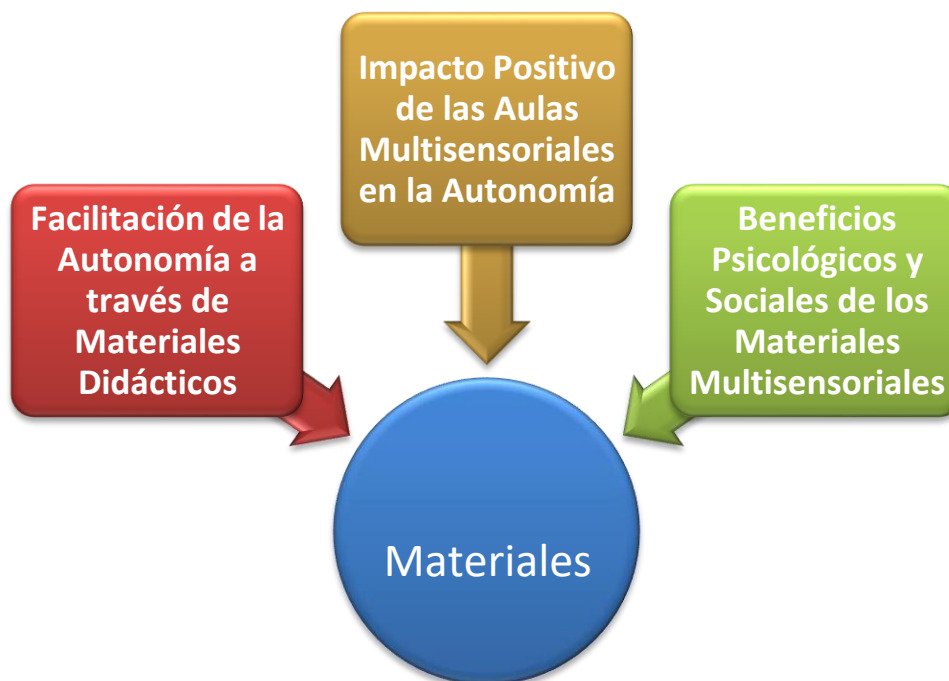 Impacto Positivo
de las Aulas
Multisensoriales
en la Autonomía
Facilitación de la
Autonomía a
través de
Materiales
Didácticos
Beneficios
Psicológicos y
Sociales de los
Materiales
Multisensoriales
Materiales